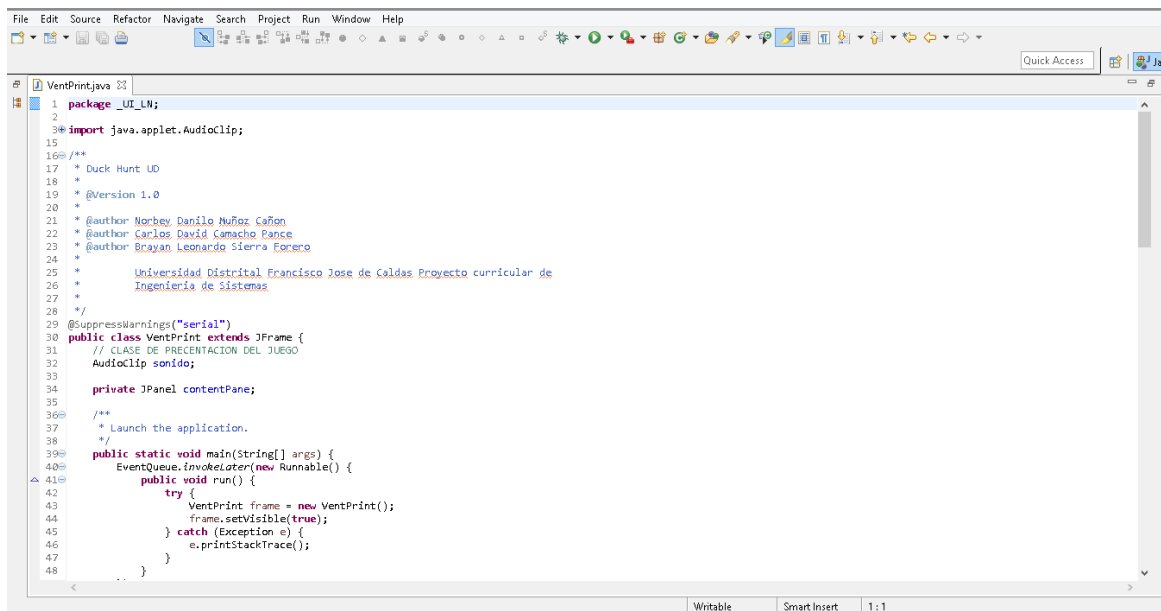 File Edit Source Refactor Navigate Search Project Run Window Help
Quick Access
Ja
VentPrint.java
1 package _UI_LN;
2
3 import java.applet.AudioClip;
15
16 /**
17 * Duck Hunt UD
18 *
19 * @Version 1.0
20 *
21 * @author Norbey Danilo Muñoz Cañon
22 * @author Carlos David Camacho Pance
23 * @author Brayan Leonardo Sierra Forero
24 *
25 * Universidad Distrital Francisco Jose de Caldas Proyecto curricular de
26 * Ingenieria de Sistemas
27 *
28 */
29 @SuppressWarnings("serial")
30 public class VentPrint extends JFrame {
31 // CLASE DE PRECENTACION DEL JUEGO
32 AudioClip sonido;
33
34 private JPanel contentPane;
35
36 /**
37 * Launch the application.
38 */
39 public static void main(String[] args) {
40 EventQueue.invokeLater(new Runnable() {
41 public void run() {
42 try {
43 VentPrint frame = new VentPrint();
44 frame.setVisible(true);
45 } catch (Exception e) {
46 e.printStackTrace();
47 }
48 }
Writable Smart Insert 1 : 1